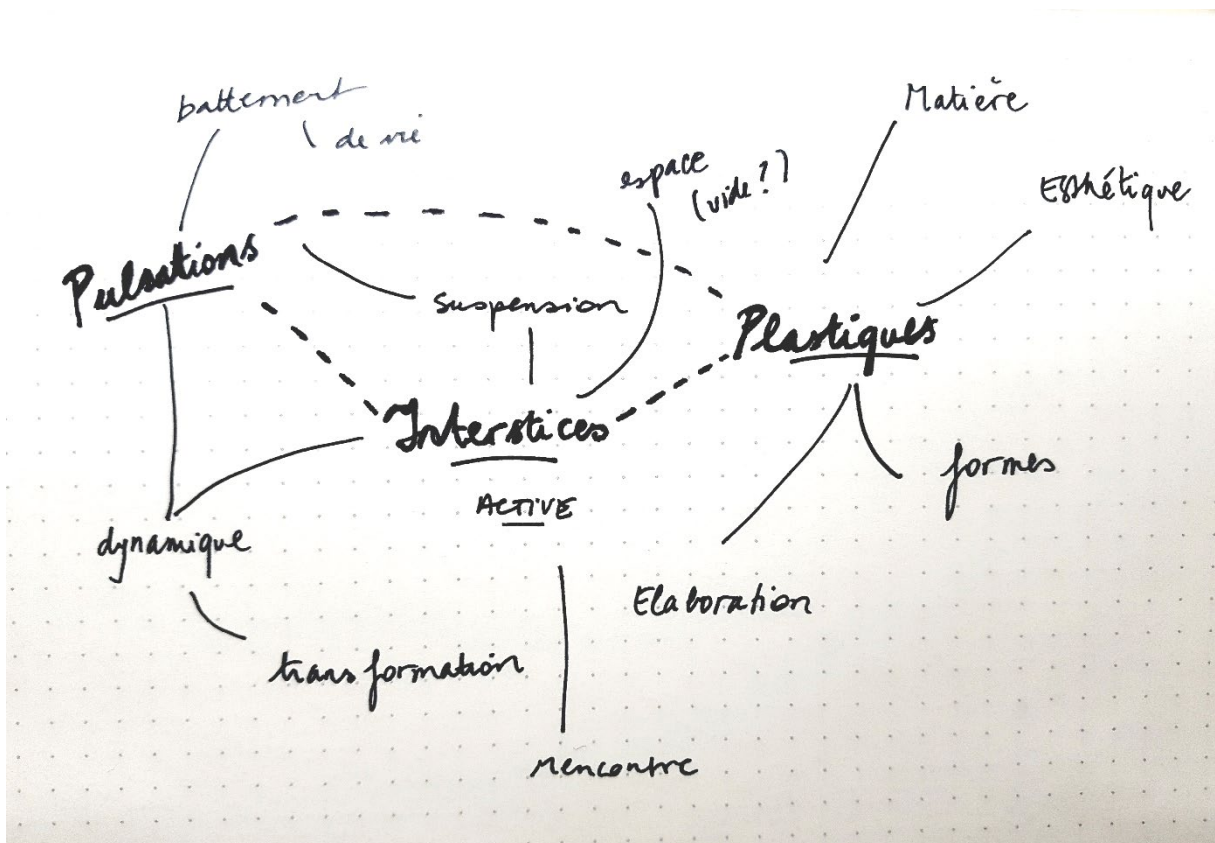 battement
de vie
Matière
espace
(vide?)
Esthétique
Pulsations
suspension
Plastiques
Interstices
formes
ACTIVE
dynamique
Elaboration
transformation
rencontre